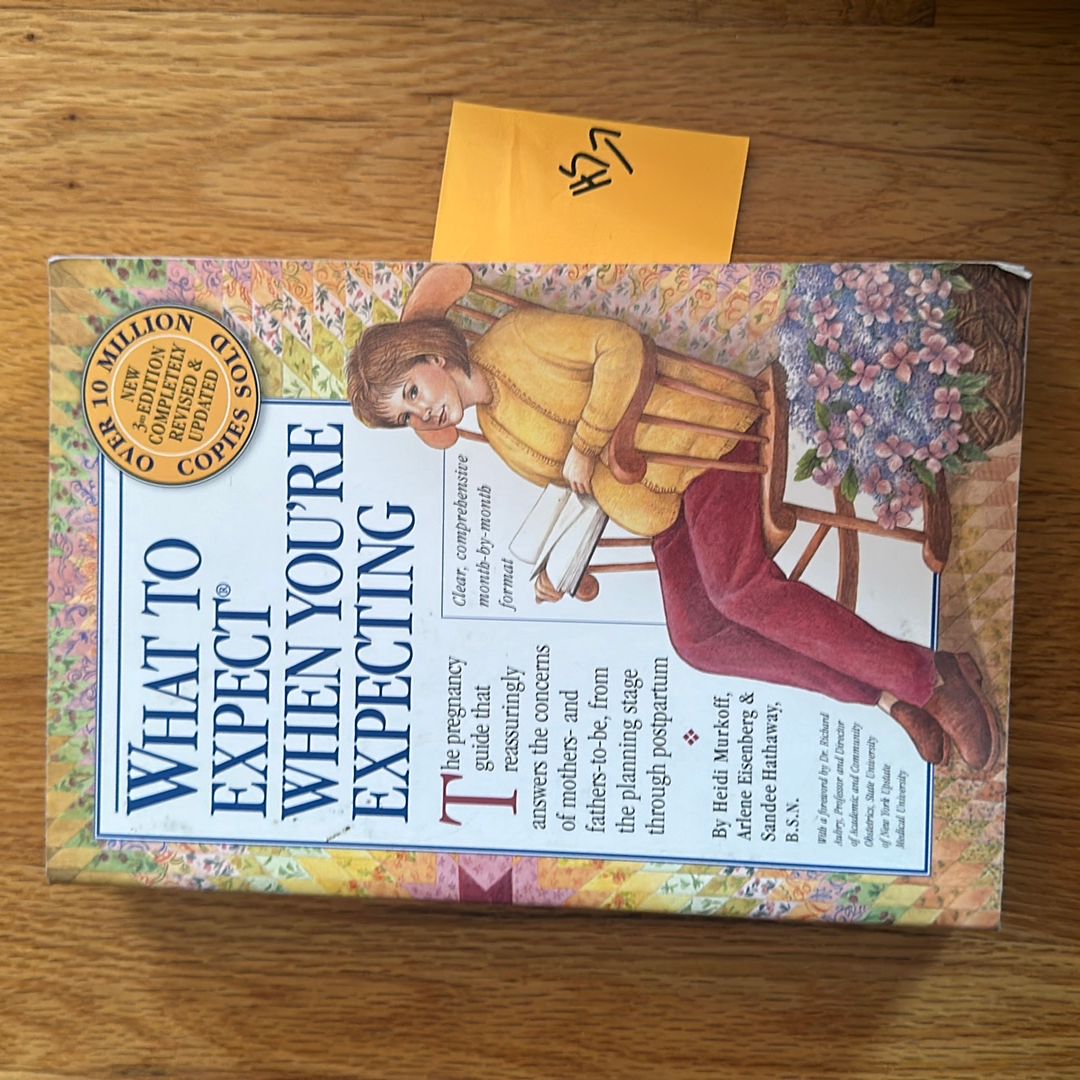 OVER 10 MILLION
NEW
3RD EDITION
COMPLETELY
REVISED &
UPDATED
COPIES SOLD
WHAT TO
EXPECT®
WHEN YOU'RE
EXPECTING
Clear, comprehensive
month-by-month
format
The pregnancy
guide that
reassuringly
answers the concerns
of mothers- and
fathers-to-be, from
the planning stage
through postpartum
By Heidi Murkoff,
Arlene Eisenberg &
Sandee Hathaway,
B.S.N.
With a foreword by Dr. Richard
Aubry, Professor and Director
of Academic and Community
Obstetrics, State University
of New York Upstate
Medical University